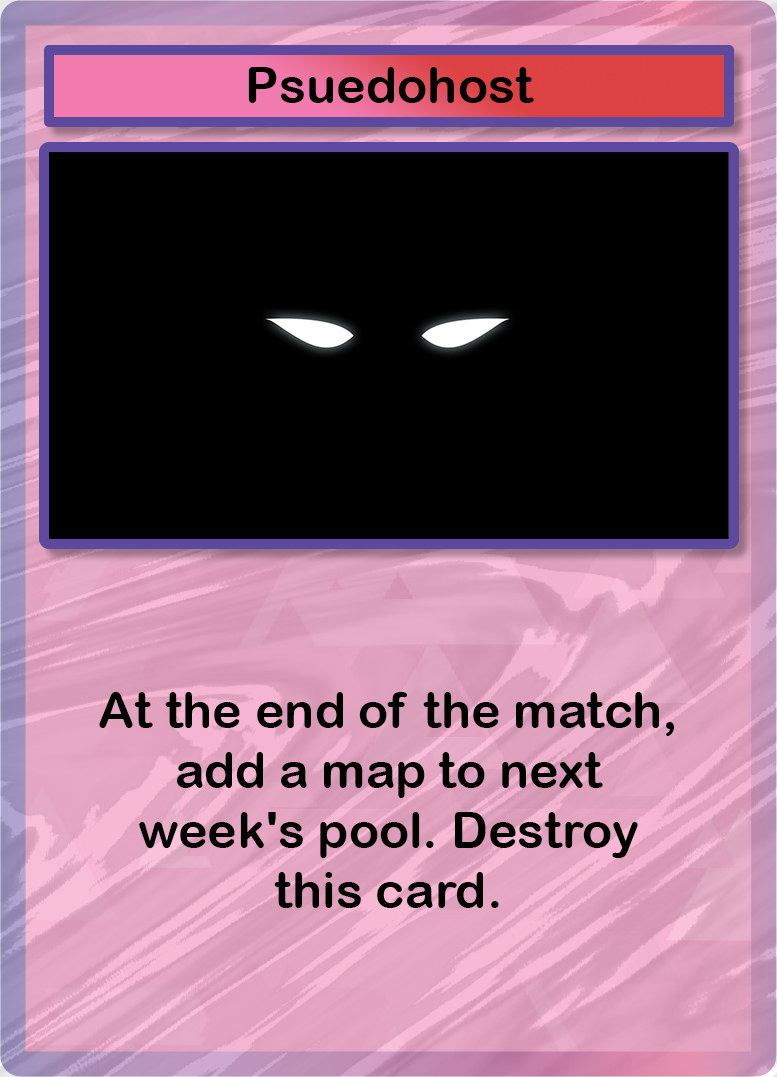 Psuedohost
At the end of the match,
add a map to next
week's pool. Destroy
this card.